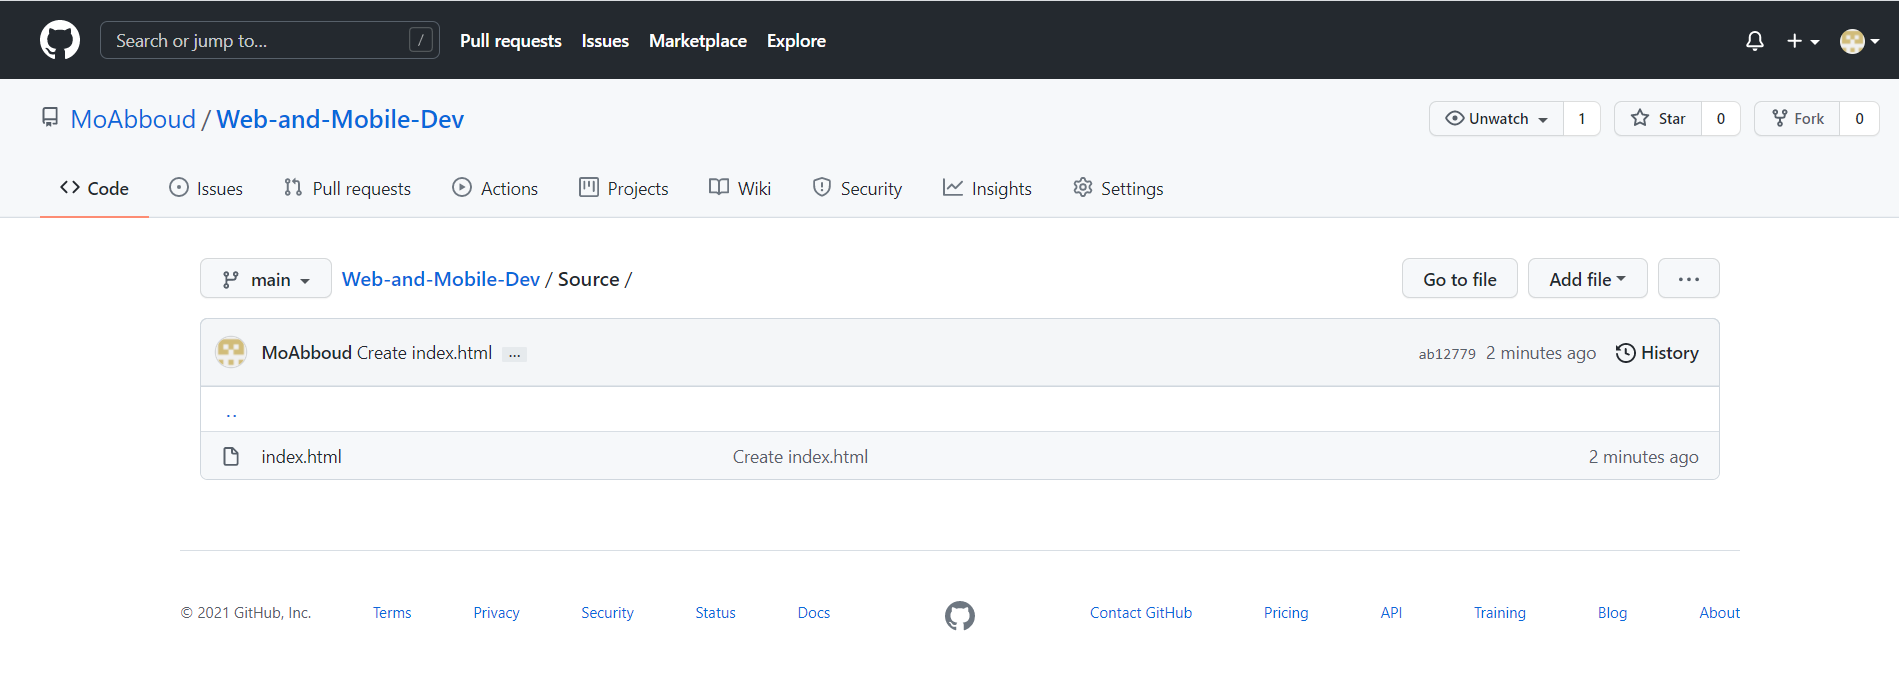 Search or jump to... / Pull requests Issues Marketplace Explore
MoAbboud / Web-and-Mobile-Dev Unwatch 1 Star 0 Fork 0
Code Issues Pull requests Actions Projects Wiki Security Insights Settings
main Web-and-Mobile-Dev / Source / Go to file Add file ...
MoAbboud Create index.html ... ab12779 2 minutes ago History
..
index.html Create index.html 2 minutes ago
© 2021 GitHub, Inc. Terms Privacy Security Status Docs Contact GitHub Pricing API Training Blog About